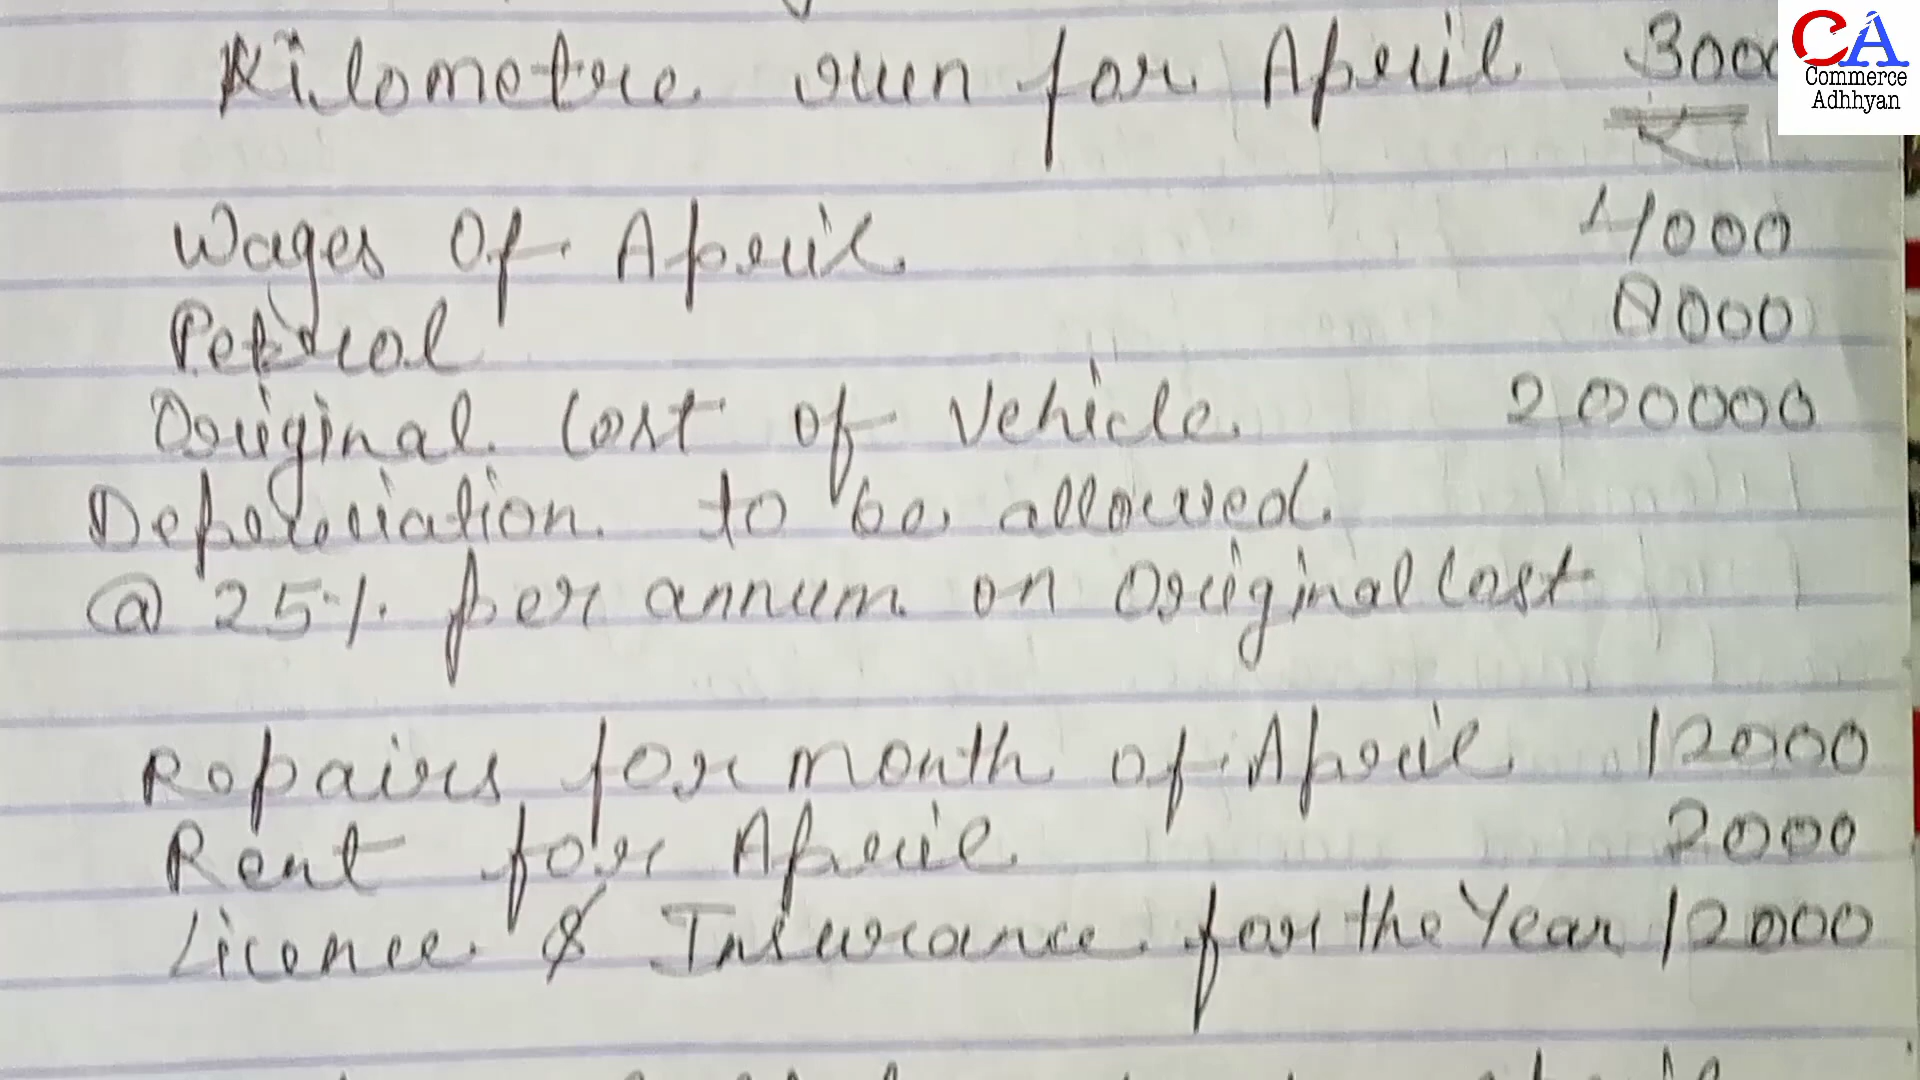 Kilometre run for April 3000
CA
Commerce
Adhhyan
Wages Of April 4000
Petrol 8000
Original Cost of Vehicle. 200000
Depreciation. to be allowed.
@ 25% per annum on Original Cost
Repairs for month of April 12000
Rent for April 2000
Licence & Insurance for the Year 12000